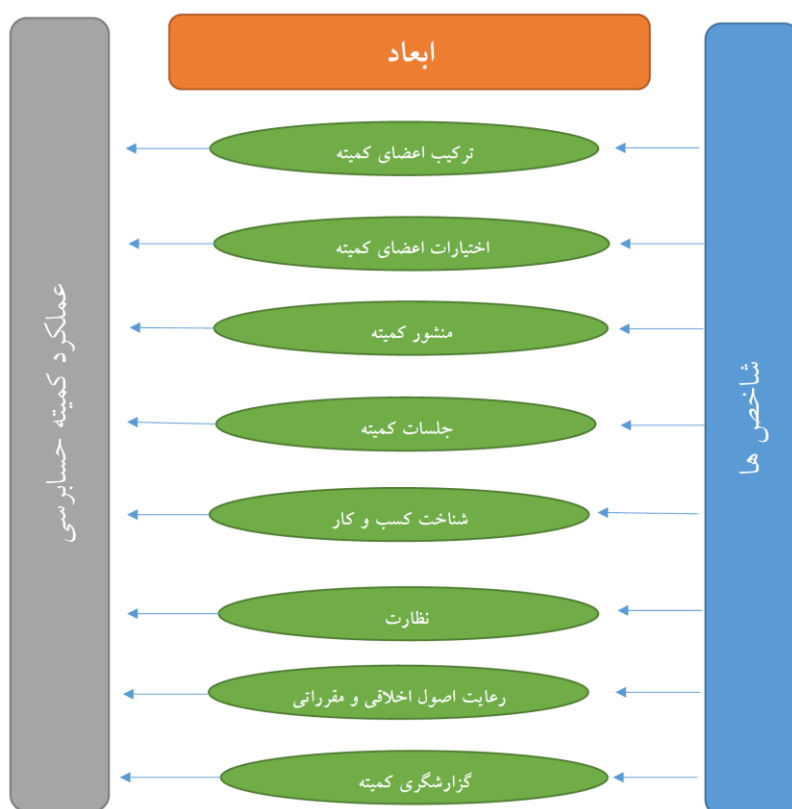 ابعاد
شاخص ها
ترکیب اعضای کمیته
اختیارات اعضای کمیته
منشور کمیته
جلسات کمیته
شناخت کسب و کار
نظارت
رعایت اصول اخلاقی و مقرراتی
گزارشگری کمیته
عملکرد کمیته حسابرسی